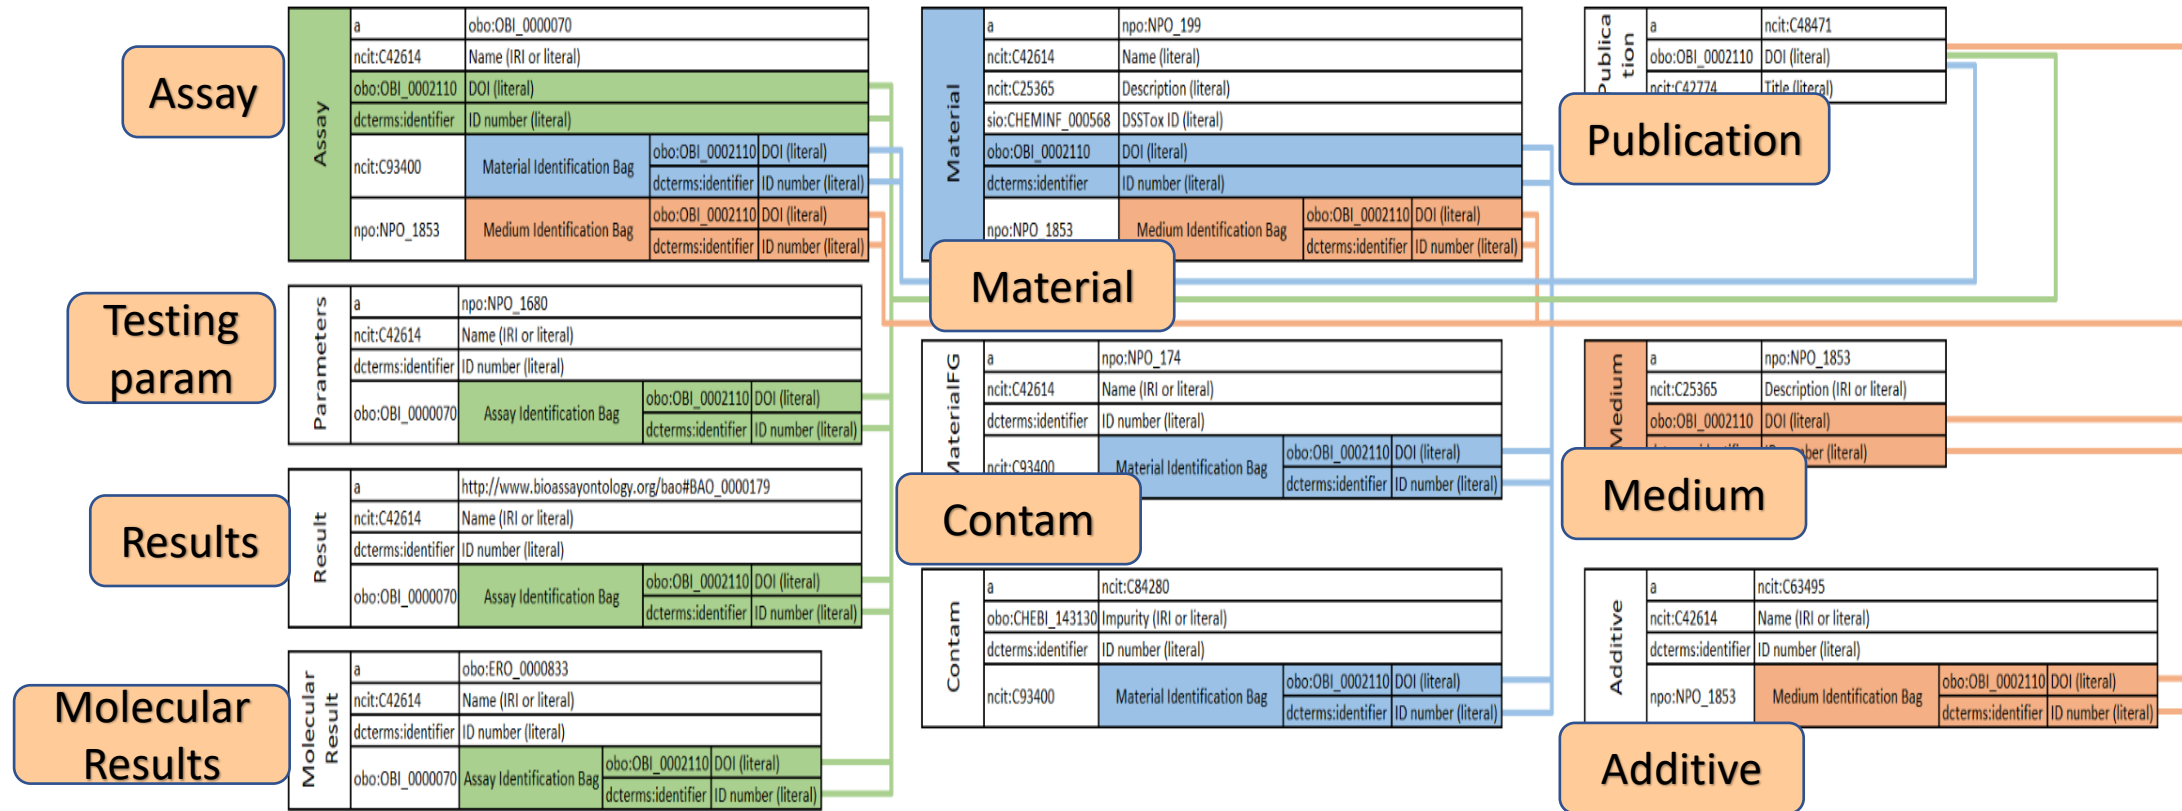 Assay
Assay
a obo:OBI_0000070
ncit:C42614 Name (IRI or literal)
obo:OBI_0002110 DOI (literal)
dcterms:identifier ID number (literal)
ncit:C93400 Material Identification Bag
obo:OBI_0002110 DOI (literal)
dcterms:identifier ID number (literal)
npo:NPO_1853 Medium Identification Bag
obo:OBI_0002110 DOI (literal)
dcterms:identifier ID number (literal)
Testing
param
Parameters
a npo:NPO_1680
ncit:C42614 Name (IRI or literal)
dcterms:identifier ID number (literal)
obo:OBI_0000070 Assay Identification Bag
obo:OBI_0002110 DOI (literal)
dcterms:identifier ID number (literal)
Results
Result
a http://www.bioassayontology.org/bao#BAO_0000179
ncit:C42614 Name (IRI or literal)
dcterms:identifier ID number (literal)
obo:OBI_0000070 Assay Identification Bag
obo:OBI_0002110 DOI (literal)
dcterms:identifier ID number (literal)
Molecular
Results
Molecular
Result
a obo:ERO_0000833
ncit:C42614 Name (IRI or literal)
dcterms:identifier ID number (literal)
obo:OBI_0000070 Assay Identification Bag
obo:OBI_0002110 DOI (literal)
dcterms:identifier ID number (literal)
Material
a npo:NPO_199
ncit:C42614 Name (literal)
ncit:C25365 Description (literal)
sio:CHEMINF_000568 DSSTox ID (literal)
obo:OBI_0002110 DOI (literal)
dcterms:identifier ID number (literal)
npo:NPO_1853 Medium Identification Bag
obo:OBI_0002110 DOI (literal)
dcterms:identifier ID number (literal)
Material
MaterialFG
a npo:NPO_174
ncit:C42614 Name (IRI or literal)
dcterms:identifier ID number (literal)
ncit:C93400 Material Identification Bag
obo:OBI_0002110 DOI (literal)
dcterms:identifier ID number (literal)
Contam
Contam
a ncit:C84280
obo:CHEBI_143130 Impurity (IRI or literal)
dcterms:identifier ID number (literal)
ncit:C93400 Material Identification Bag
obo:OBI_0002110 DOI (literal)
dcterms:identifier ID number (literal)
Publica
tion
a ncit:C48471
obo:OBI_0002110 DOI (literal)
ncit:C42774 Title (literal)
Publication
Medium
a npo:NPO_1853
ncit:C25365 Description (IRI or literal)
obo:OBI_0002110 DOI (literal)
(literal)
Medium
Additive
a ncit:C63495
ncit:C42614 Name (IRI or literal)
dcterms:identifier ID number (literal)
npo:NPO_1853 Medium Identification Bag
obo:OBI_0002110 DOI (literal)
dcterms:identifier ID number (literal)
Additive